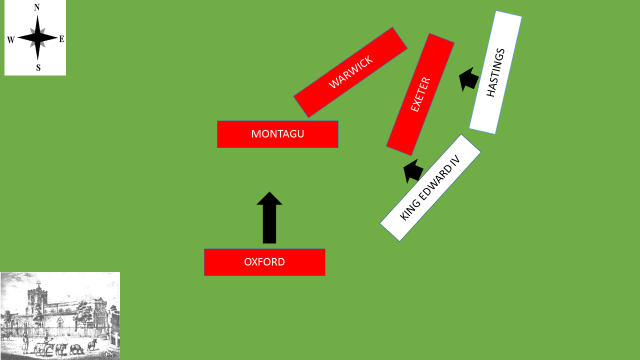 N
W E
S
WARWICK
EXETER
HASTINGS
MONTAGU
KING EDWARD IV
OXFORD